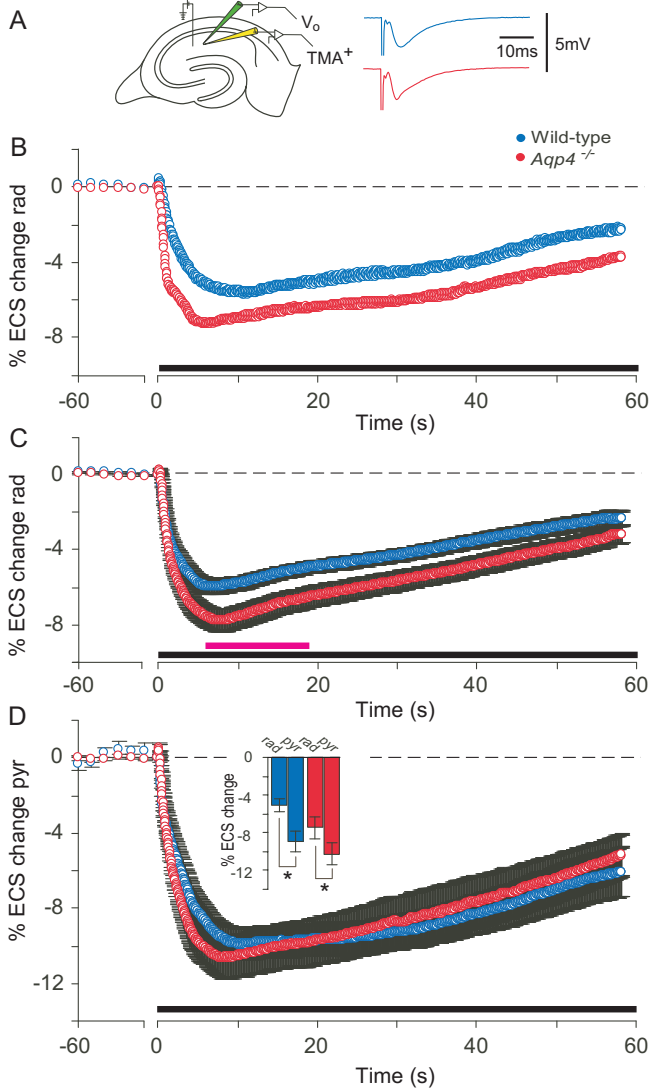 A
Vo
TMA+
10ms
5mV
B
Wild-type
Aqp4 -/-
% ECS change rad
0
-4
-8
-60
0
20
40
60
Time (s)
C
% ECS change rad
0
-4
-8
-60
0
20
40
60
Time (s)
D
% ECS change pyr
0
-4
-8
-12
rad pyr rad pyr
% ECS change
0
-4
-8
-12
* *
-60
0
20
40
60
Time (s)